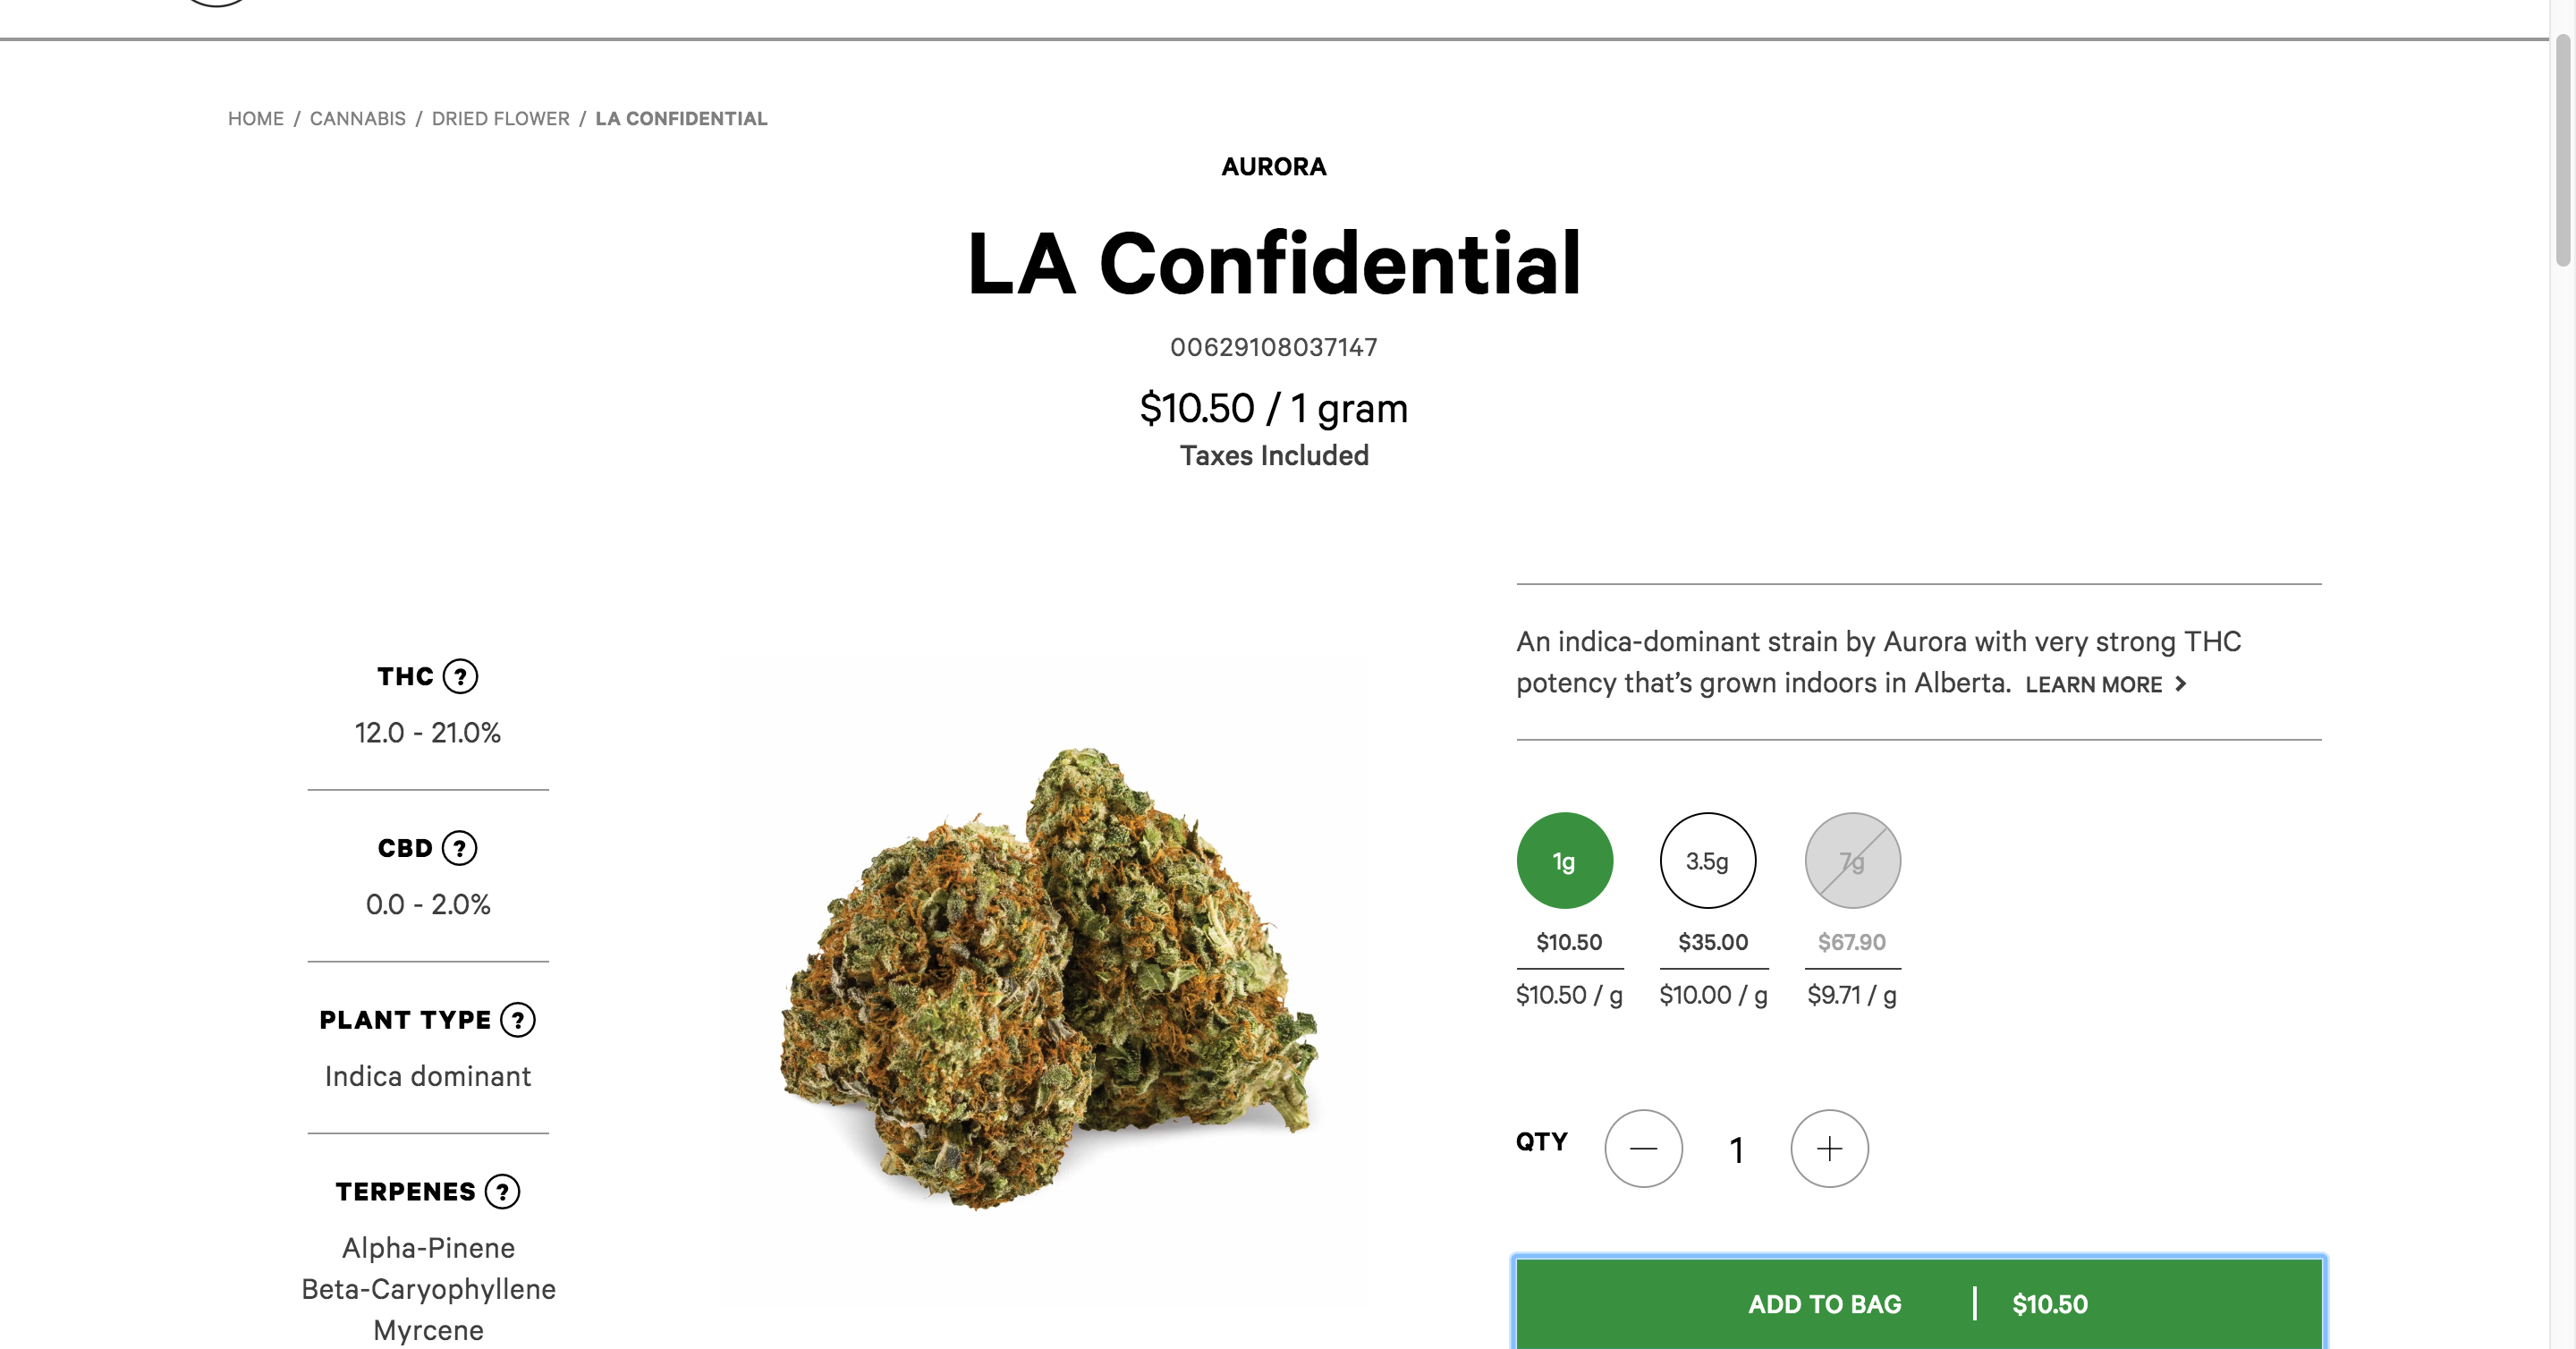 HOME / CANNABIS / DRIED FLOWER / LA CONFIDENTIAL
AURORA
LA Confidential
00629108037147
$10.50 / 1 gram
Taxes Included
THC ?
12.0 - 21.0%
CBD ?
0.0 - 2.0%
PLANT TYPE ?
Indica dominant
TERPENES ?
Alpha-Pinene
Beta-Caryophyllene
Myrcene
An indica-dominant strain by Aurora with very strong THC
potency that’s grown indoors in Alberta. LEARN MORE >
1g 3.5g 7g
$10.50 $35.00 $67.90
$10.50 / g $10.00 / g $9.71 / g
QTY — 1 +
ADD TO BAG | $10.50